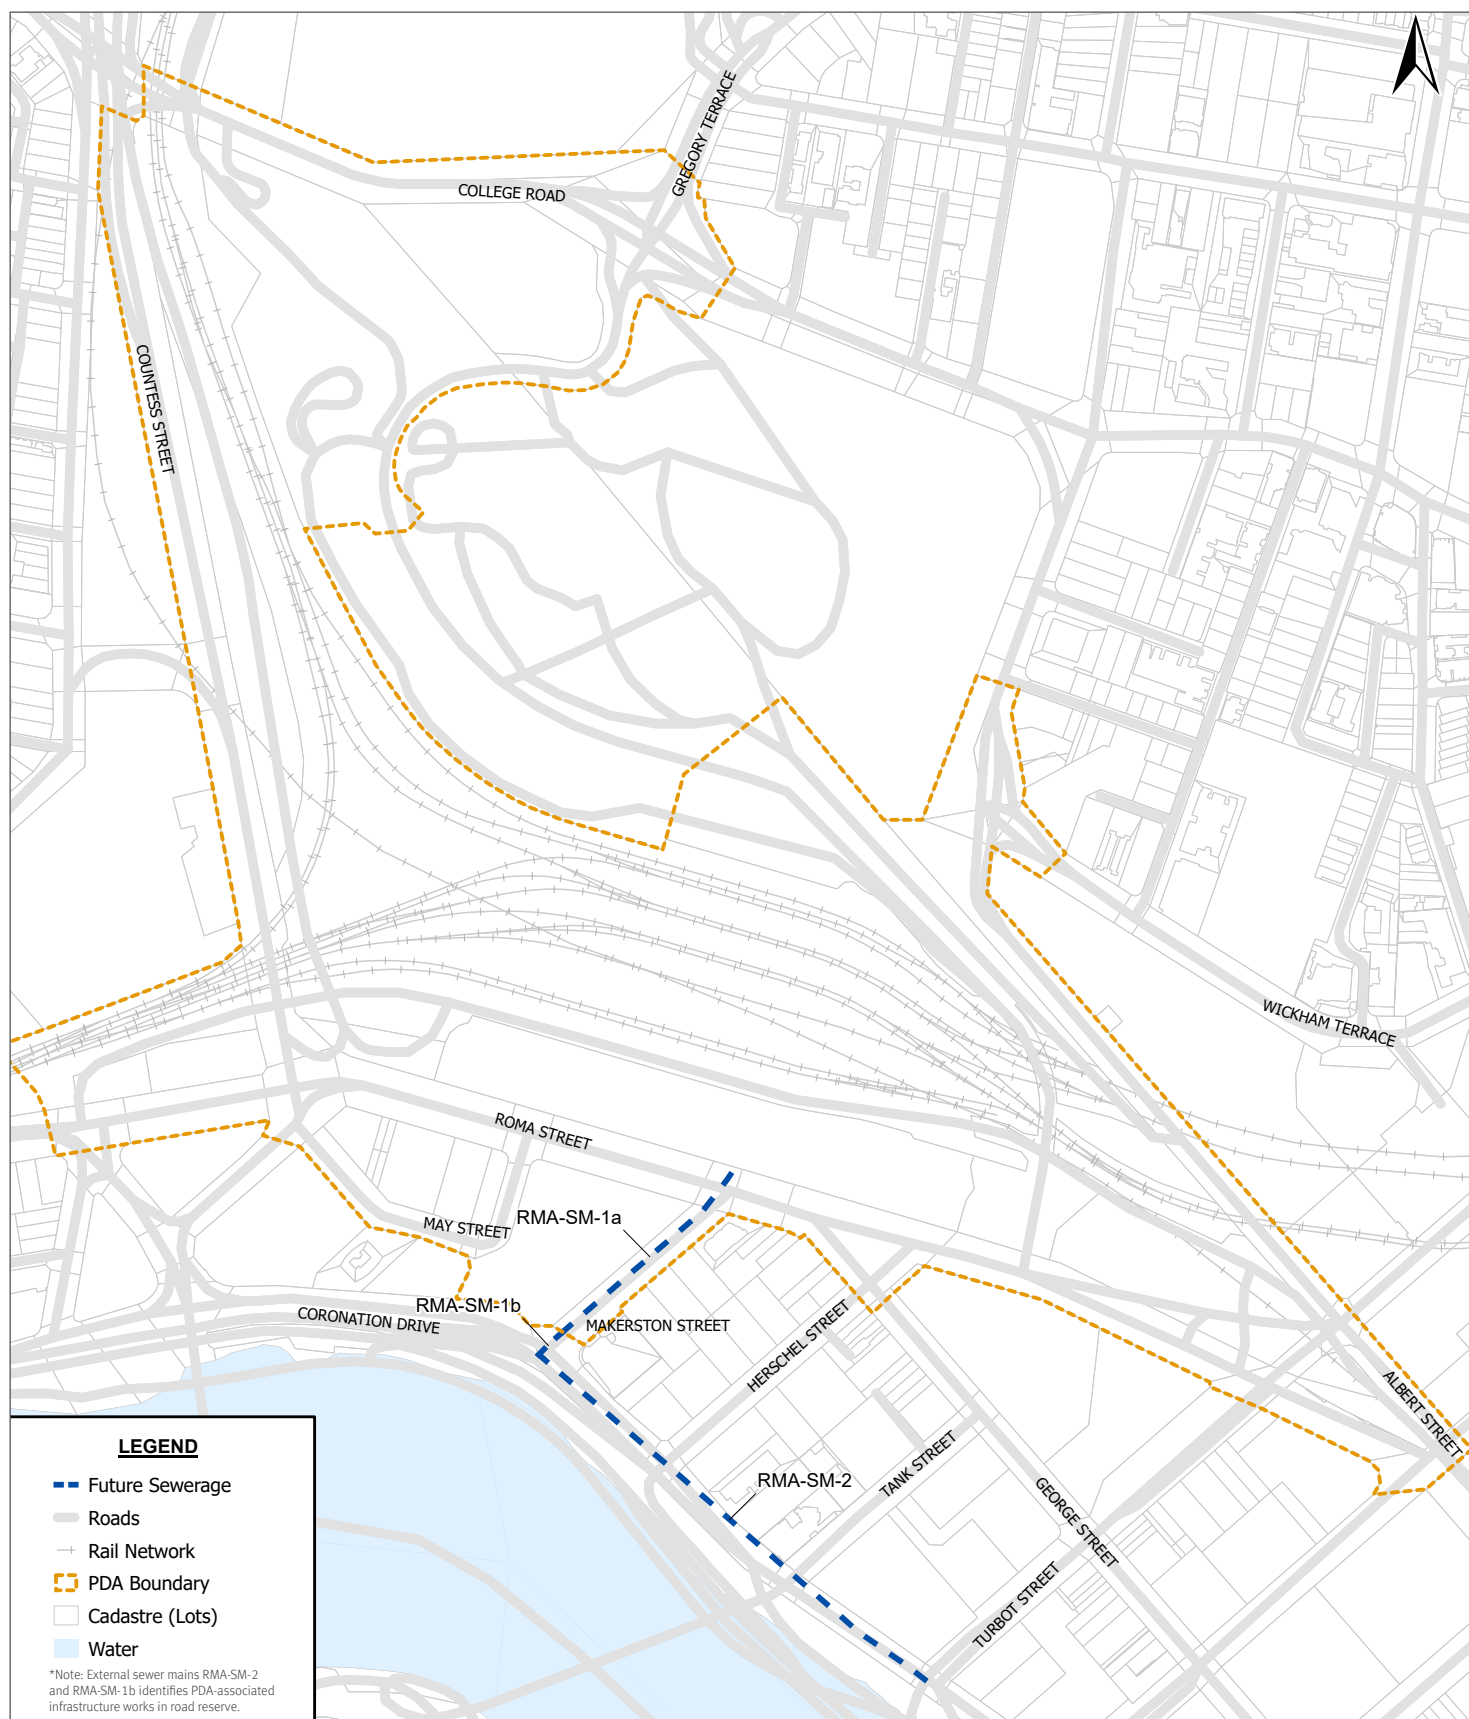 GREGORY TERRACE
COLLEGE ROAD
COUNTESS STREET
WICKHAM TERRACE
ROMA STREET
RMA-SM-1a
MAY STREET
RMA-SM-1b
CORONATION DRIVE
MAKERSTON STREET
HERSCHEL STREET
ALBERT STREET
TANK STREET
RMA-SM-2
GEORGE STREET
TURBOT STREET
LEGEND
Future Sewerage
Roads
Rail Network
PDA Boundary
Cadastre (Lots)
Water
*Note: External sewer mains RMA-SM-2
and RMA-SM-1b identifies PDA-associated
infrastructure works in road reserve.